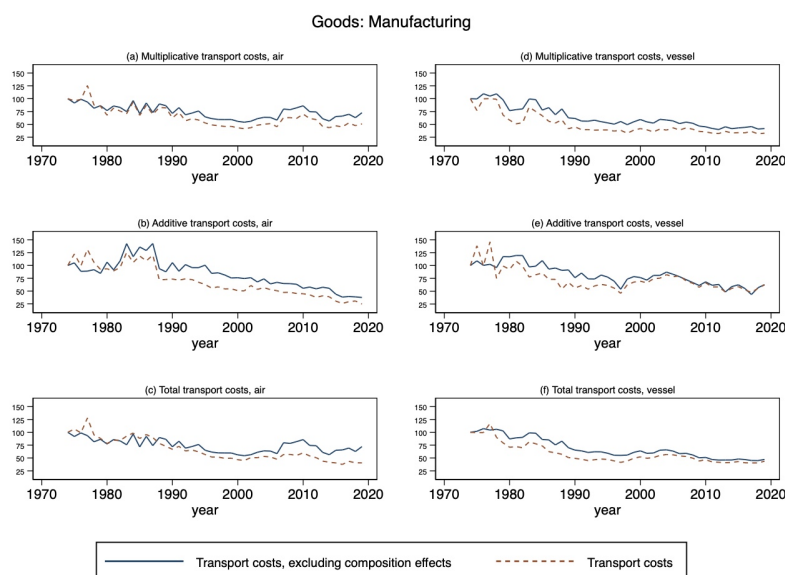 Goods: Manufacturing
(a) Multiplicative transport costs, air
150
125
100
75
50
25
1970 1980 1990 2000 2010 2020
year
(d) Multiplicative transport costs, vessel
150
125
100
75
50
25
1970 1980 1990 2000 2010 2020
year
(b) Additive transport costs, air
150
125
100
75
50
25
1970 1980 1990 2000 2010 2020
year
(e) Additive transport costs, vessel
150
125
100
75
50
25
1970 1980 1990 2000 2010 2020
year
(c) Total transport costs, air
150
125
100
75
50
25
1970 1980 1990 2000 2010 2020
year
(f) Total transport costs, vessel
150
125
100
75
50
25
1970 1980 1990 2000 2010 2020
year
Transport costs, excluding composition effects
Transport costs